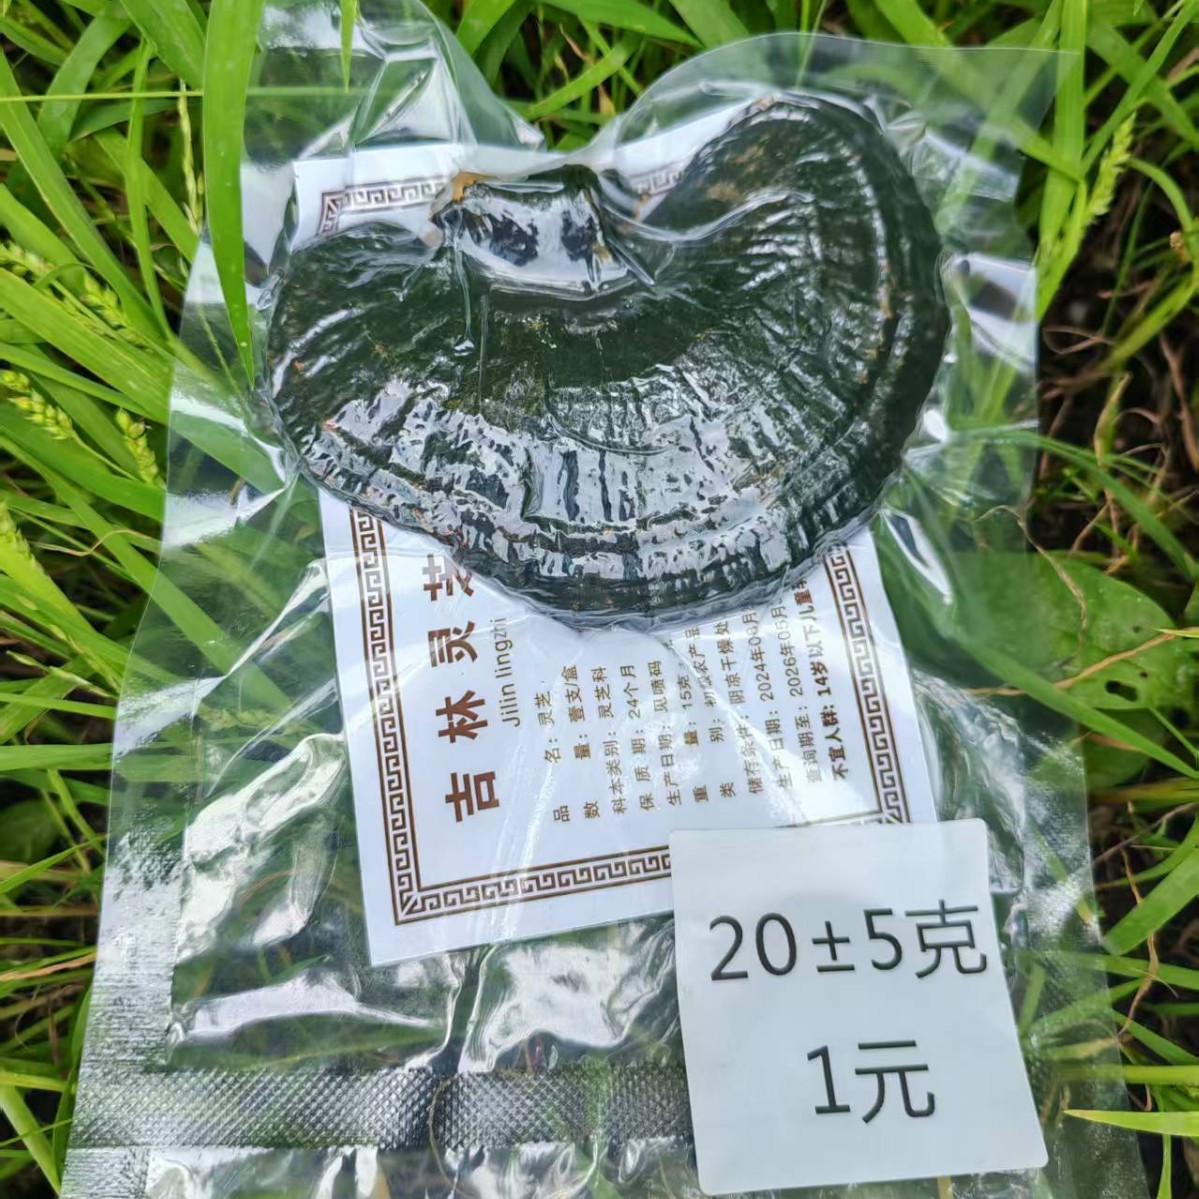 吉林灵芝
Jilin lingzhi
品 名：灵芝
数 量：壹支盒
科本类别：灵芝科
保 质 期：24个月
生产日期：见喷码
重 量：15克
类 别：初级农产品
储存条件：阴凉干燥处
生产日期：2024年03月
查询期至：2026年05月
不宜人群：14岁以下儿童
20±5克
1元